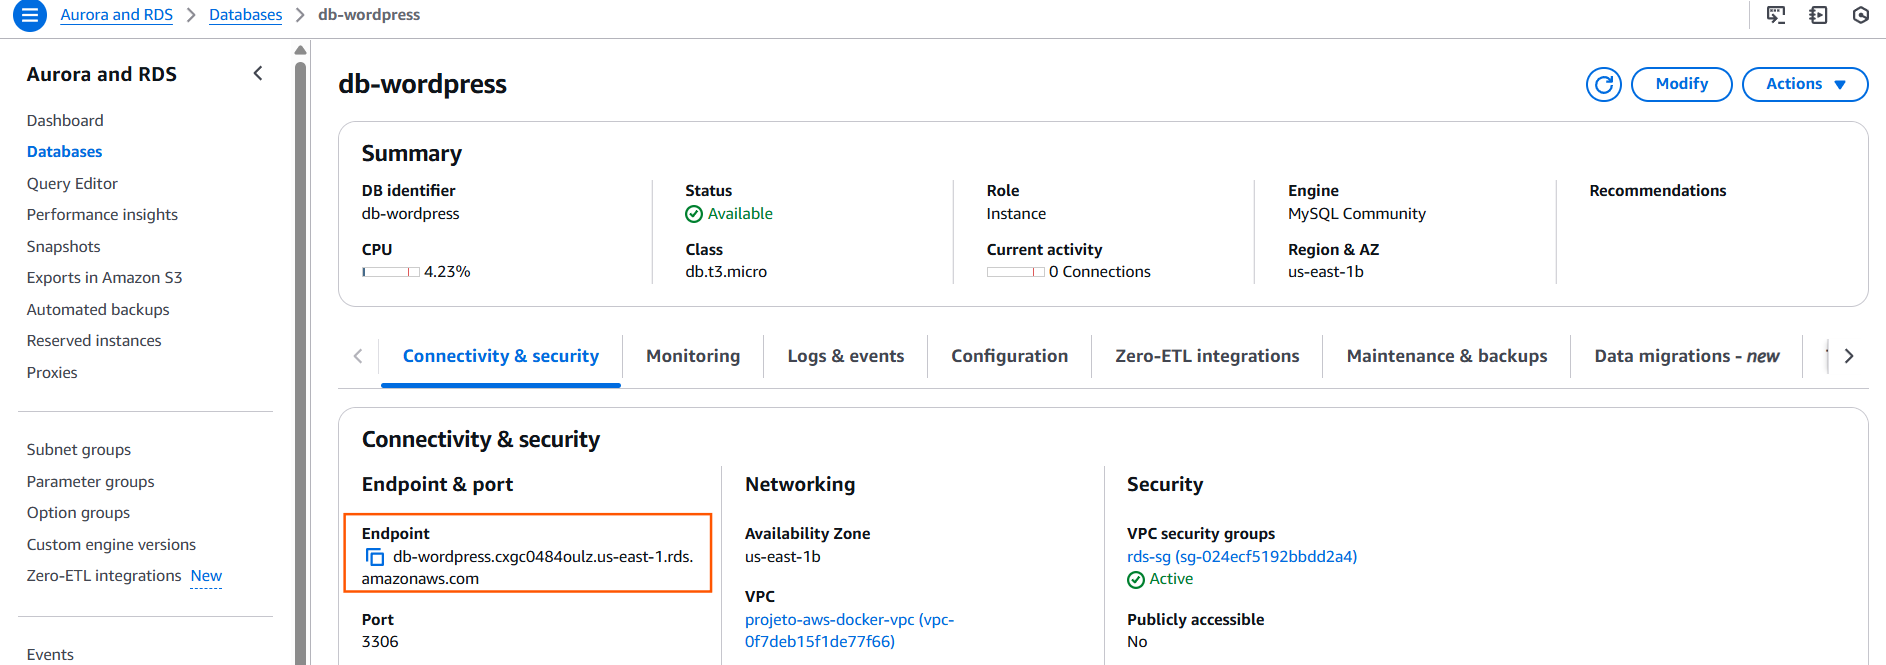 Aurora and RDS > Databases > db-wordpress
Aurora and RDS
Dashboard
Databases
Query Editor
Performance insights
Snapshots
Exports in Amazon S3
Automated backups
Reserved instances
Proxies
Subnet groups
Parameter groups
Option groups
Custom engine versions
Zero-ETL integrations New
Events
db-wordpress
Modify
Actions
Summary
DB identifier
db-wordpress
Status
Available
Role
Instance
Engine
MySQL Community
Recommendations
CPU
4.23%
Class
db.t3.micro
Current activity
0 Connections
Region & AZ
us-east-1b
Connectivity & security
Monitoring
Logs & events
Configuration
Zero-ETL integrations
Maintenance & backups
Data migrations - new
Connectivity & security
Endpoint & port
Endpoint
db-wordpress.cxgc0484oulz.us-east-1.rds.
amazonaws.com
Port
3306
Networking
Availability Zone
us-east-1b
VPC
projeto-aws-docker-vpc (vpc-
0f7deb15f1de77f66)
Security
VPC security groups
rds-sg (sg-024ecf5192bbdd2a4)
Active
Publicly accessible
No